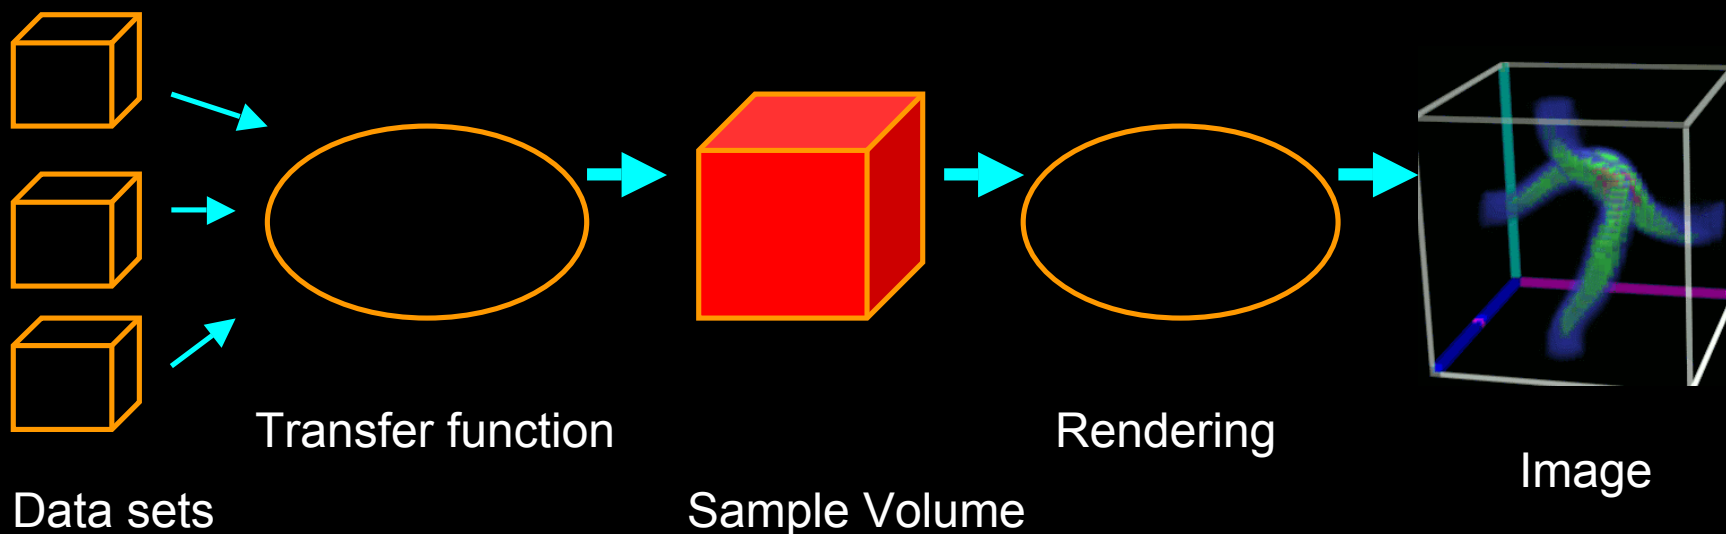 Transfer function
Rendering
Image
Data sets
Sample Volume